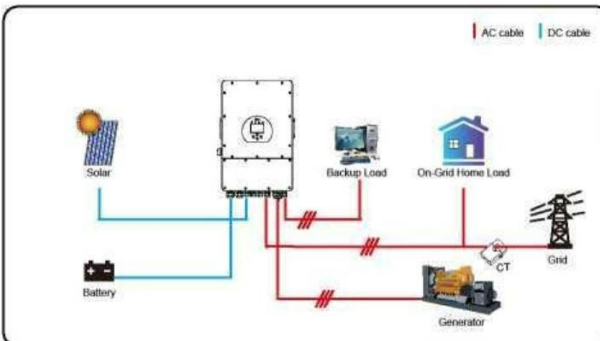 AC cable DC cable
Solar
Backup Load
On-Grid Home Load
Battery
CT
Grid
Generator